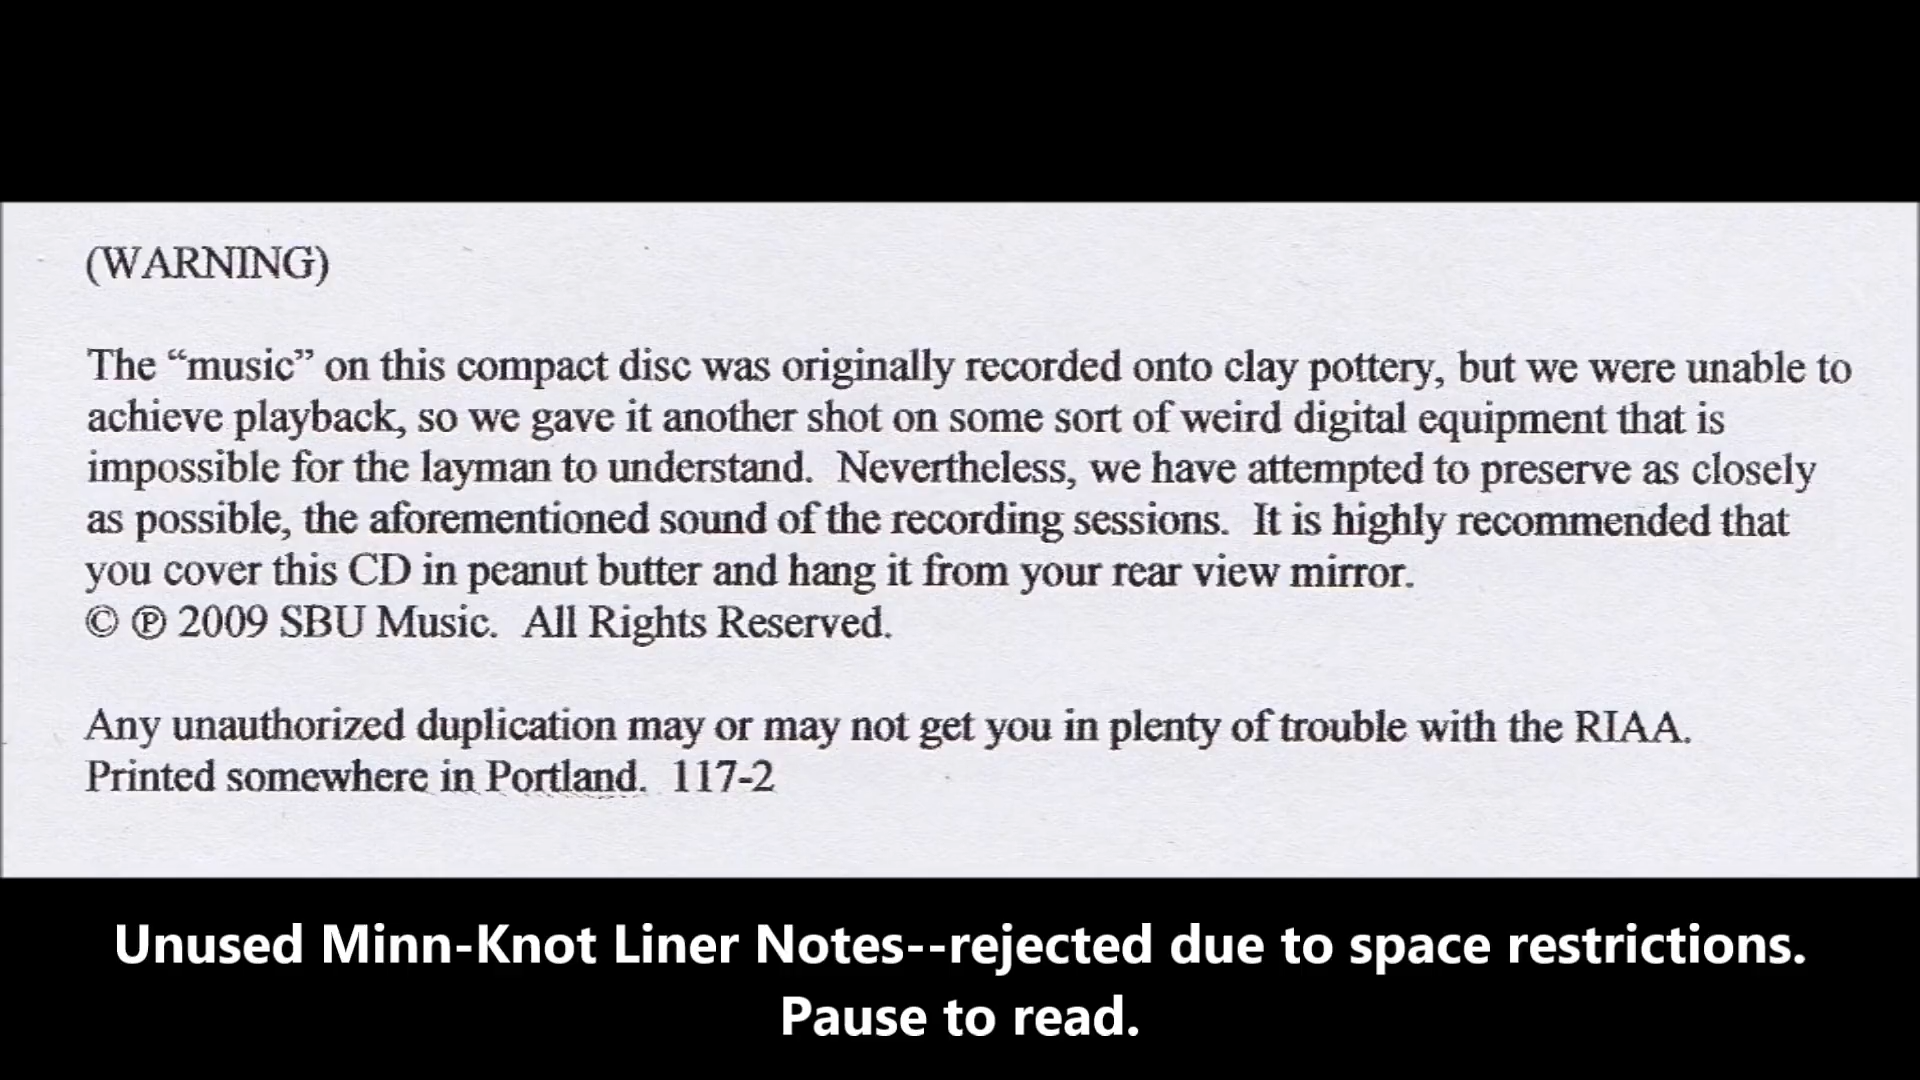 (WARNING)
The “music” on this compact disc was originally recorded onto clay pottery, but we were unable to
achieve playback, so we gave it another shot on some sort of weird digital equipment that is
impossible for the layman to understand.  Nevertheless, we have attempted to preserve as closely
as possible, the aforementioned sound of the recording sessions.  It is highly recommended that
you cover this CD in peanut butter and hang it from your rear view mirror.
© ℗ 2009 SBU Music.  All Rights Reserved.
Any unauthorized duplication may or may not get you in plenty of trouble with the RIAA.
Printed somewhere in Portland.  117-2
Unused Minn-Knot Liner Notes--rejected due to space restrictions.
Pause to read.